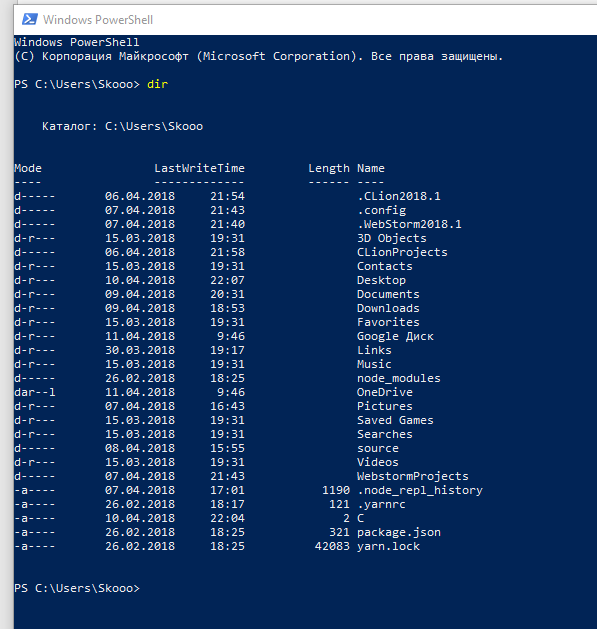 Windows PowerShell
Windows PowerShell
(C) Корпорация Майкрософт (Microsoft Corporation). Все права защищены.
PS C:\Users\Skooo> dir
Каталог: C:\Users\Skooo
Mode LastWriteTime Length Name
---- ------------- ------ ----
d----- 06.04.2018 21:54 .CLion2018.1
d----- 07.04.2018 21:43 .config
d----- 07.04.2018 21:40 .WebStorm2018.1
d-r--- 15.03.2018 19:31 3D Objects
d----- 06.04.2018 21:58 CLionProjects
d-r--- 15.03.2018 19:31 Contacts
d-r--- 10.04.2018 22:07 Desktop
d-r--- 09.04.2018 20:31 Documents
d-r--- 09.04.2018 18:53 Downloads
d-r--- 15.03.2018 19:31 Favorites
d-r--- 11.04.2018 9:46 Google Диск
d-r--- 30.03.2018 19:17 Links
d-r--- 15.03.2018 19:31 Music
d----- 26.02.2018 18:25 node_modules
dar--l 11.04.2018 9:46 OneDrive
d-r--- 07.04.2018 16:43 Pictures
d-r--- 15.03.2018 19:31 Saved Games
d-r--- 15.03.2018 19:31 Searches
d----- 08.04.2018 15:55 source
d-r--- 15.03.2018 19:31 Videos
d----- 07.04.2018 21:43 WebstormProjects
-a---- 07.04.2018 17:01 1190 .node_repl_history
-a---- 26.02.2018 18:17 121 .yarnrc
-a---- 10.04.2018 22:04 2 C
-a---- 26.02.2018 18:25 321 package.json
-a---- 26.02.2018 18:25 42083 yarn.lock
PS C:\Users\Skooo>